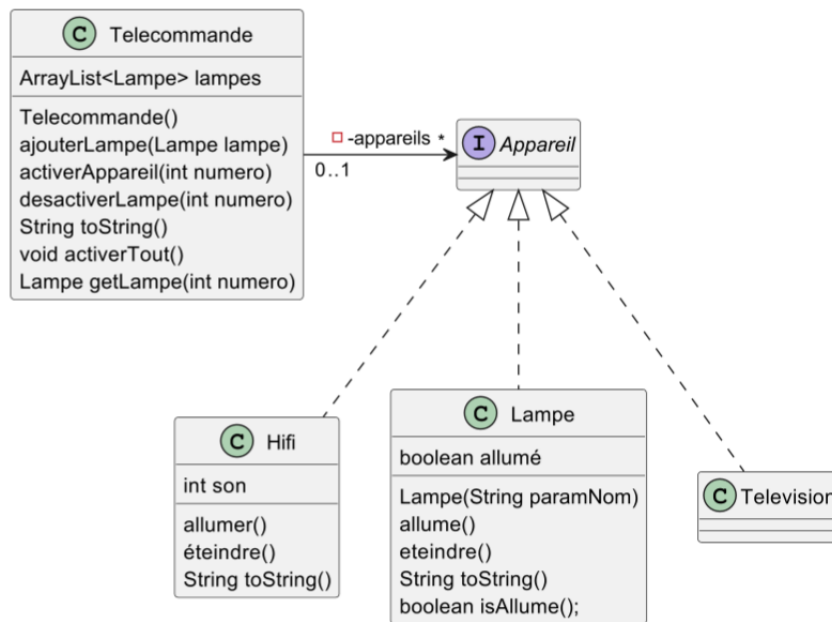 C Telecommande
ArrayList<Lampe> lampes
Telecommande()
ajouterLampe(Lampe lampe)
activerAppareil(int numero)
desactiverLampe(int numero)
String toString()
void activerTout()
Lampe getLampe(int numero)
-appareils *
0..1
I Appareil
C Hifi
int son
allumer()
éteindre()
String toString()
C Lampe
boolean allumé
Lampe(String paramNom)
allume()
eteindre()
String toString()
boolean isAllume();
C Television